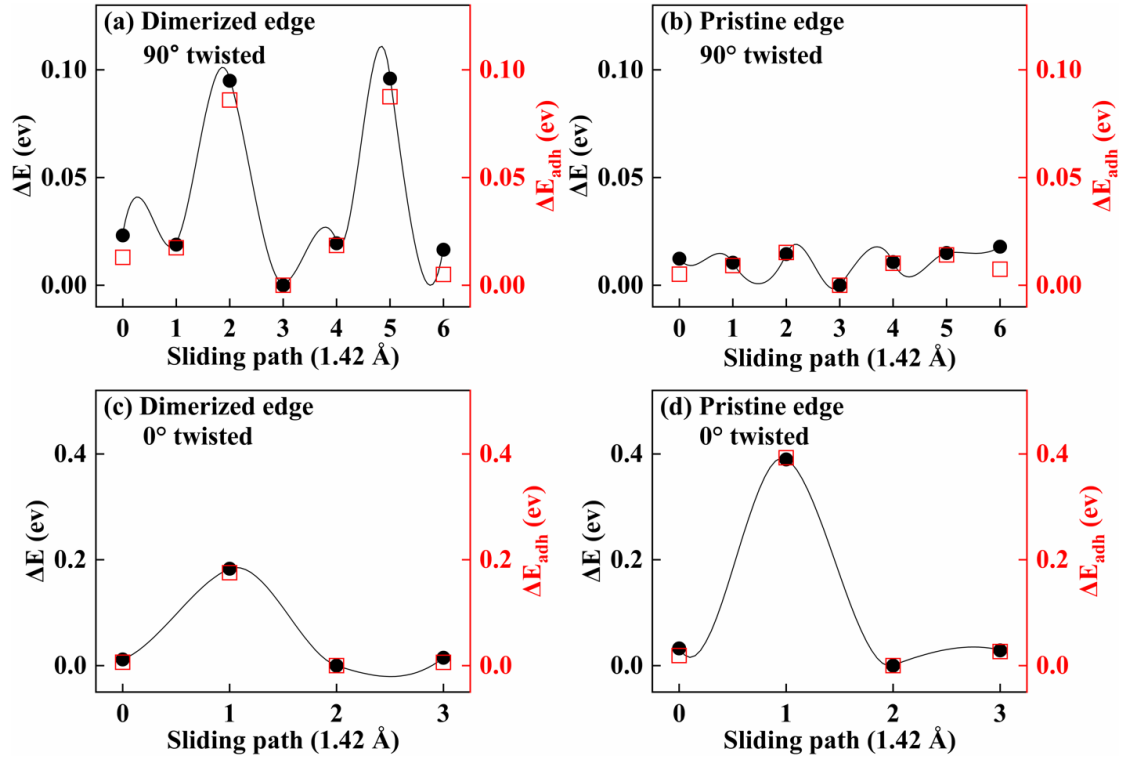 (a) Dimerized edge
90° twisted
0.10
0.05
0.00
ΔE (ev)
0.10
0.05
0.00
ΔE_adh (ev)
0 1 2 3 4 5 6
Sliding path (1.42 Å)
(b) Pristine edge
90° twisted
0.10
0.05
0.00
ΔE (ev)
0.10
0.05
0.00
ΔE_adh (ev)
0 1 2 3 4 5 6
Sliding path (1.42 Å)
(c) Dimerized edge
0° twisted
0.4
0.2
0.0
ΔE (ev)
0.4
0.2
0.0
ΔE_adh (ev)
0 1 2 3
Sliding path (1.42 Å)
(d) Pristine edge
0° twisted
0.4
0.2
0.0
ΔE (ev)
0.4
0.2
0.0
ΔE_adh (ev)
0 1 2 3
Sliding path (1.42 Å)